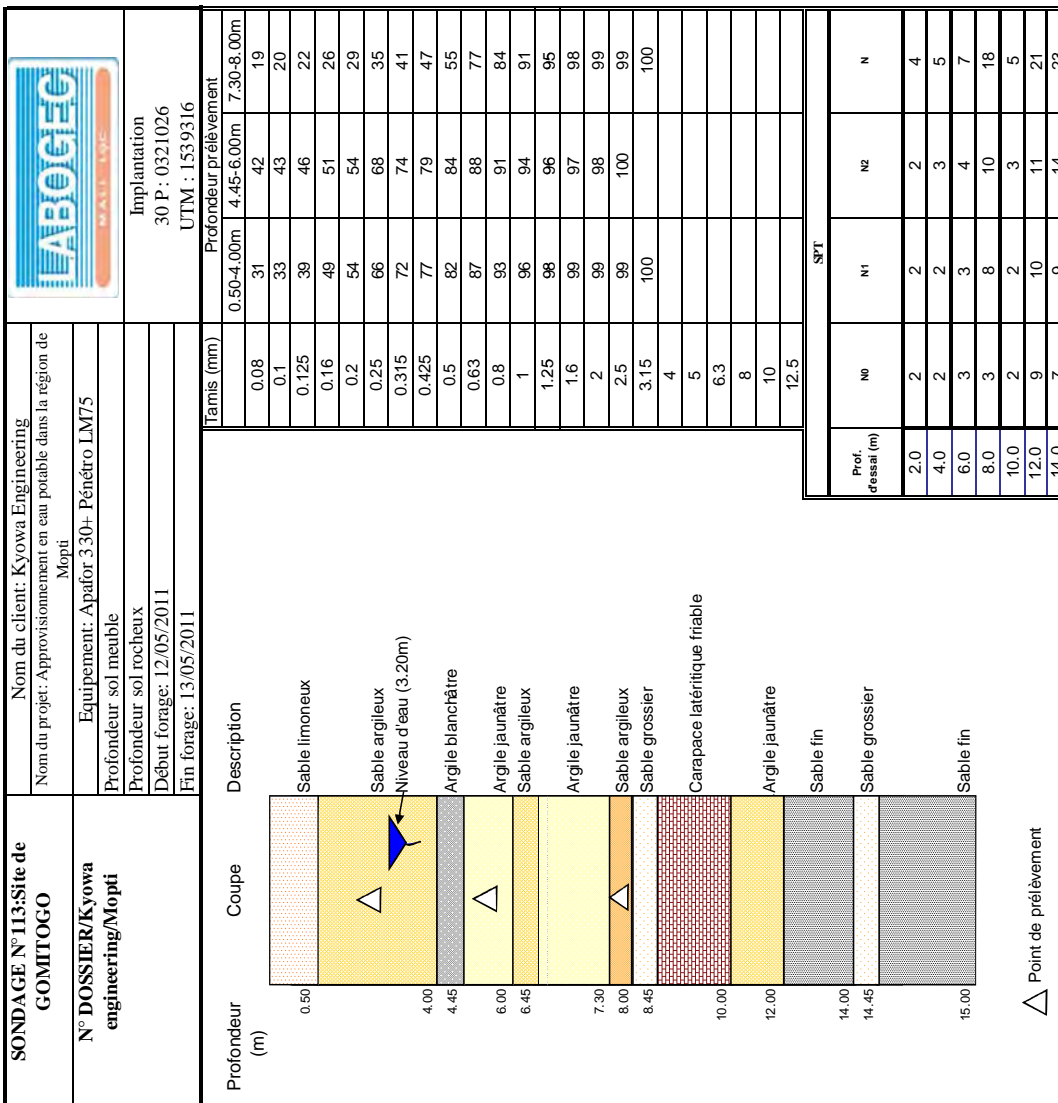 SONDAGE N°113:Site de
GOMITOGO
N° DOSSIER/Kyowa
engineering/Mopti
Nom du client: Kyowa Engineering
Nom du projet: Approvisionnement en eau potable dans la région de
Mopti
Equipement: Apafor 330+ Pénétro LM75
Profondeur sol meuble
Profondeur sol rocheux
Début forage: 12/05/2011
Fin forage: 13/05/2011
LABOGEC
MALI LQC
Implantation
30 P : 0321026
UTM : 1539316
Profondeur
(m)
Coupe
Description
0.50
Sable limoneux
Sable argileux
Niveau d'eau (3.20m)
4.00
4.45
Argile blanchâtre
6.00
Argile jaunâtre
6.45
Sable argileux
7.30
Argile jaunâtre
8.00
Sable argileux
8.45
Sable grossier
10.00
Carapace latéritique friable
12.00
Argile jaunâtre
14.00
Sable fin
14.45
Sable grossier
15.00
Sable fin
Point de prélèvement
Tamis (mm) Profondeur prélèvement
0.50-4.00m 4.45-6.00m 7.30-8.00m
0.08 31 42 19
0.1 33 43 20
0.125 39 46 22
0.16 49 51 26
0.2 54 54 29
0.25 66 68 35
0.315 72 74 41
0.425 77 79 47
0.5 82 84 55
0.63 87 88 77
0.8 93 91 84
1 96 94 91
1.25 98 96 95
1.6 99 97 98
2 99 98 99
2.5 99 100 99
3.15 100 100
4
5
6.3
8
10
12.5
SPT
Prof.
d'essai (m) N0 N1 N2 N
2.0 2 2 2 4
4.0 2 2 3 5
6.0 3 3 4 7
8.0 3 8 10 18
10.0 2 2 3 5
12.0 9 10 11 21
14.0 7 9 14 23